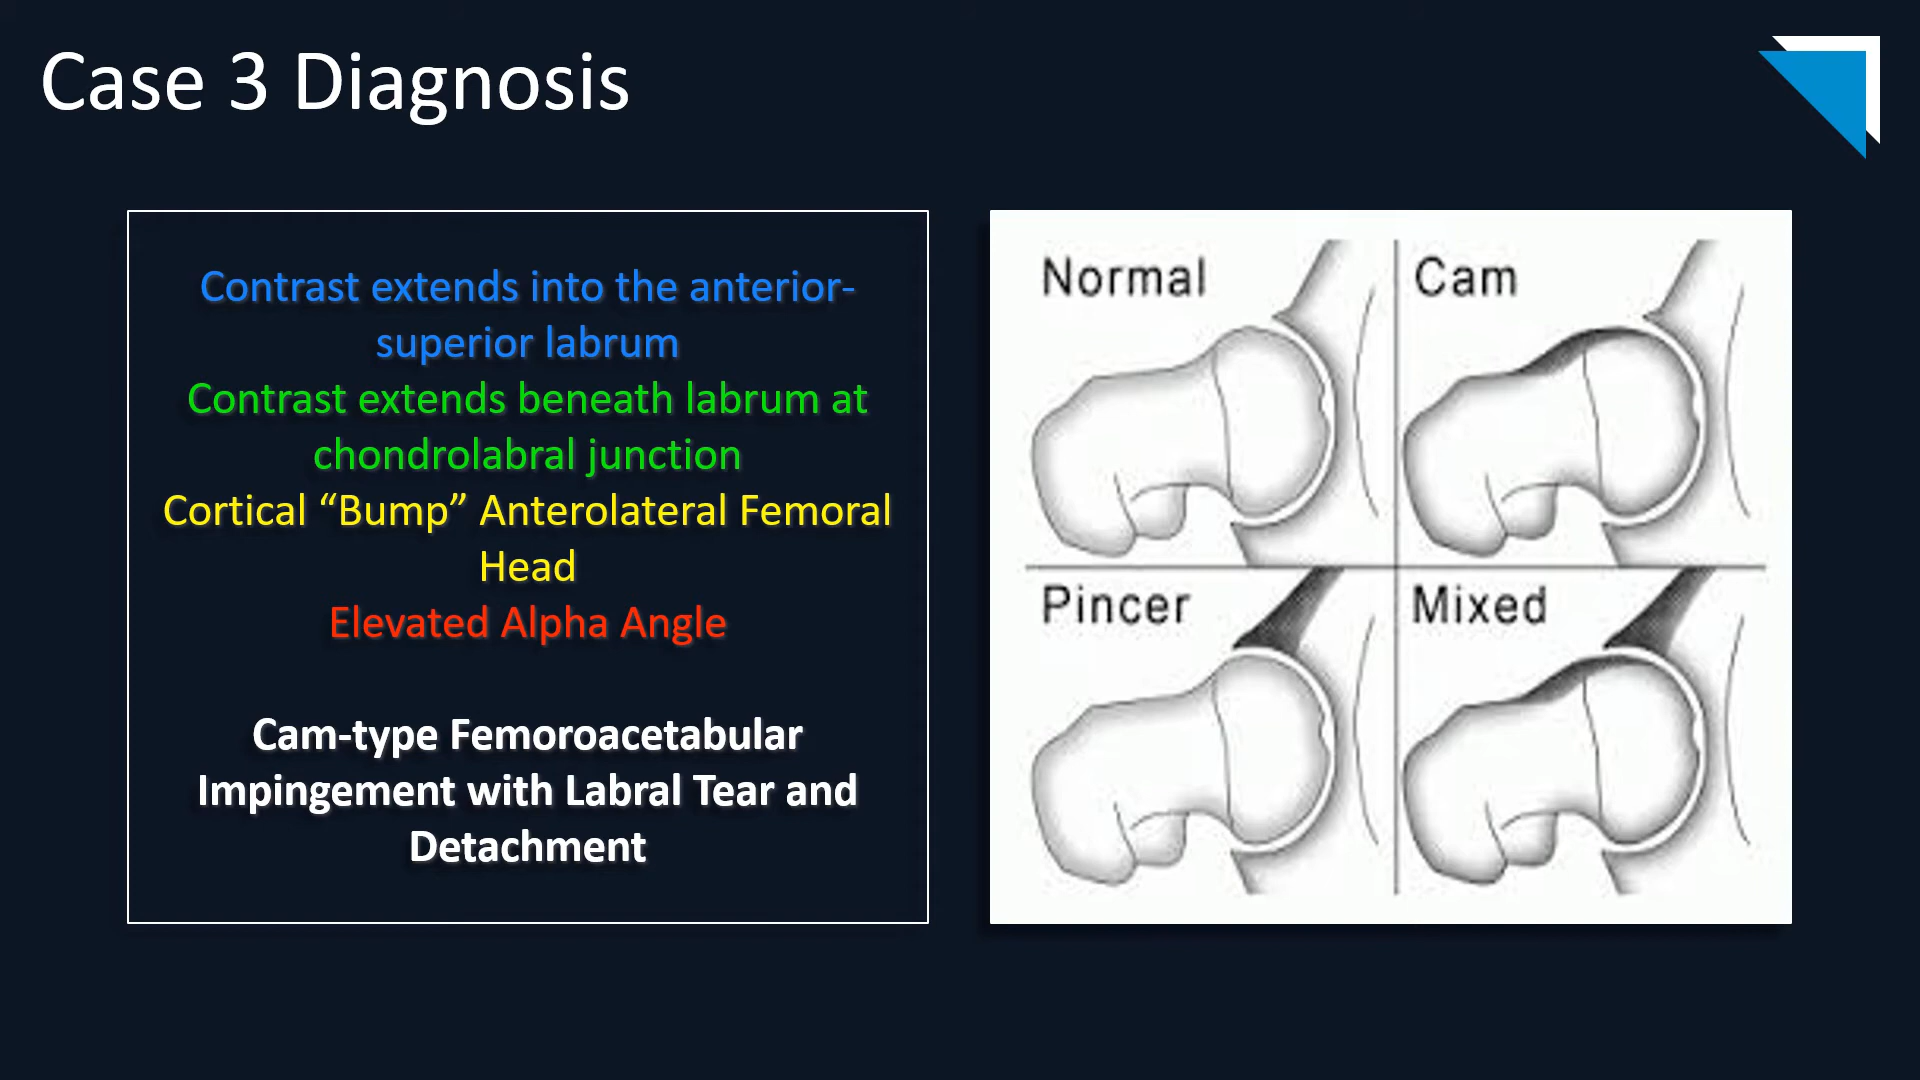 Case 3 Diagnosis
Contrast extends into the anterior-
superior labrum
Contrast extends beneath labrum at
chondrolabral junction
Cortical “Bump” Anterolateral Femoral
Head
Elevated Alpha Angle
Cam-type Femoroacetabular
Impingement with Labral Tear and
Detachment
Normal
Cam
Pincer
Mixed